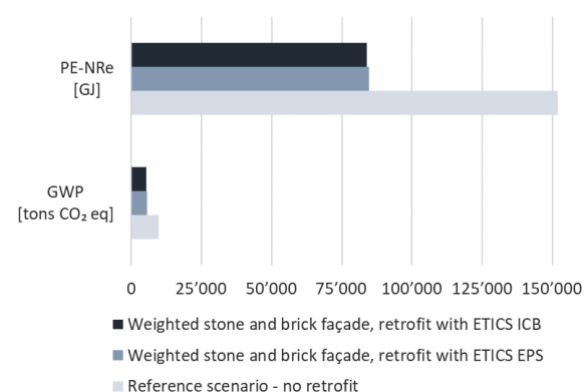 PE-NRe
[GJ]
GWP
[tons CO₂ eq]
0 25’000 50’000 75’000 100’000 125’000 150’000
Weighted stone and brick façade, retrofit with ETICS ICB
Weighted stone and brick façade, retrofit with ETICS EPS
Reference scenario - no retrofit